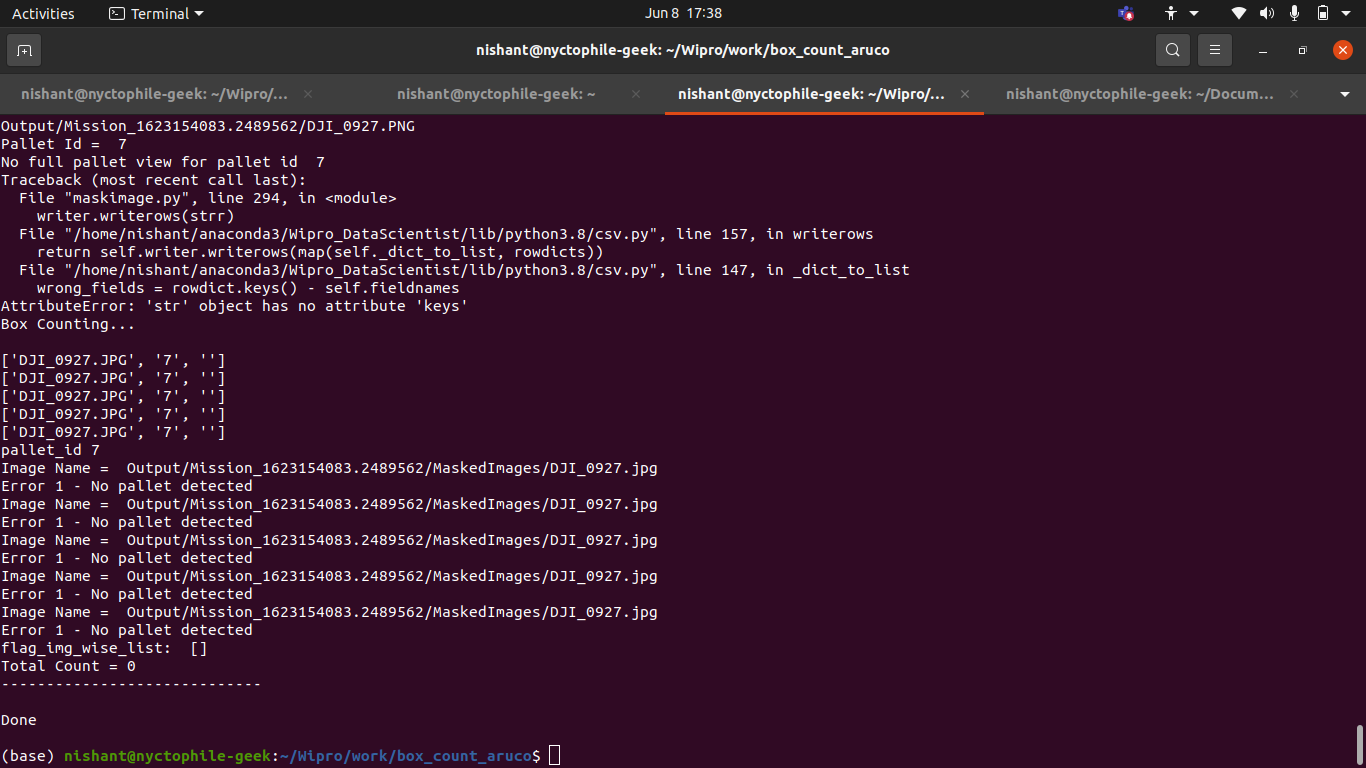 Activities Terminal Jun 8 17:38
nishant@nyctophile-geek: ~/Wipro/work/box_count_aruco
nishant@nyctophile-geek: ~/Wipro/... nishant@nyctophile-geek: ~ nishant@nyctophile-geek: ~/Wipro/... nishant@nyctophile-geek: ~/Docum...
Output/Mission_1623154083.2489562/DJI_0927.PNG
Pallet Id =  7
No full pallet view for pallet id  7
Traceback (most recent call last):
  File "maskimage.py", line 294, in <module>
    writer.writerows(strr)
  File "/home/nishant/anaconda3/Wipro_DataScientist/lib/python3.8/csv.py", line 157, in writerows
    return self.writer.writerows(map(self._dict_to_list, rowdicts))
  File "/home/nishant/anaconda3/Wipro_DataScientist/lib/python3.8/csv.py", line 147, in _dict_to_list
    wrong_fields = rowdict.keys() - self.fieldnames
AttributeError: 'str' object has no attribute 'keys'
Box Counting...
['DJI_0927.JPG', '7', '']
['DJI_0927.JPG', '7', '']
['DJI_0927.JPG', '7', '']
['DJI_0927.JPG', '7', '']
['DJI_0927.JPG', '7', '']
pallet_id 7
Image Name =  Output/Mission_1623154083.2489562/MaskedImages/DJI_0927.jpg
Error 1 - No pallet detected
Image Name =  Output/Mission_1623154083.2489562/MaskedImages/DJI_0927.jpg
Error 1 - No pallet detected
Image Name =  Output/Mission_1623154083.2489562/MaskedImages/DJI_0927.jpg
Error 1 - No pallet detected
Image Name =  Output/Mission_1623154083.2489562/MaskedImages/DJI_0927.jpg
Error 1 - No pallet detected
Image Name =  Output/Mission_1623154083.2489562/MaskedImages/DJI_0927.jpg
Error 1 - No pallet detected
flag_img_wise_list:  []
Total Count = 0
-----------------------------
Done
(base) nishant@nyctophile-geek:~/Wipro/work/box_count_aruco$